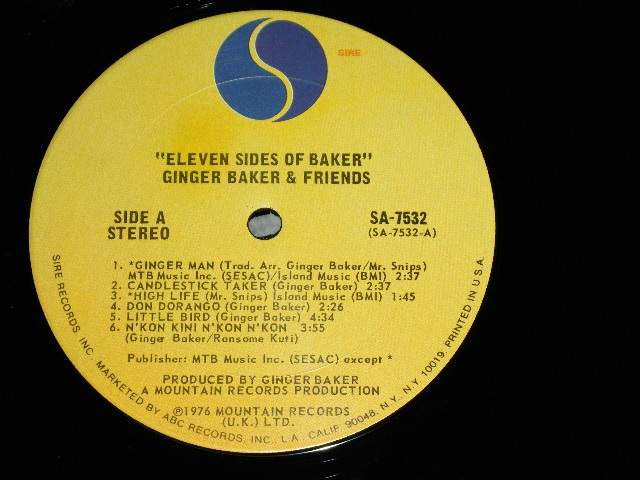 SIRE
"ELEVEN SIDES OF BAKER"
GINGER BAKER & FRIENDS
SIDE A
STEREO
SA-7532
(SA-7532-A)
1. *GINGER MAN (Trad. Arr. Ginger Baker/Mr. Snips)
MTB Music Inc. (SESAC)/Island Music (BMI) 2:37
2. CANDLESTICK TAKER (Ginger Baker) 2:37
3. *HIGH LIFE (Mr. Snips) Island Music (BMI) 1:45
4. DON DORANGO (Ginger Baker) 2:26
5. LITTLE BIRD (Ginger Baker) 4:34
6. N'KON KINI N'KON N'KON 3:55
(Ginger Baker/Ransome Kuti)
Publisher: MTB Music Inc. (SESAC) except *
PRODUCED BY GINGER BAKER
A MOUNTAIN RECORDS PRODUCTION
℗1976 MOUNTAIN RECORDS
(U.K.) LTD.
SIRE RECORDS, INC. MARKETED BY ABC RECORDS, INC. L.A., CALIF. 90048, N.Y., N.Y. 10019. PRINTED IN U.S.A.